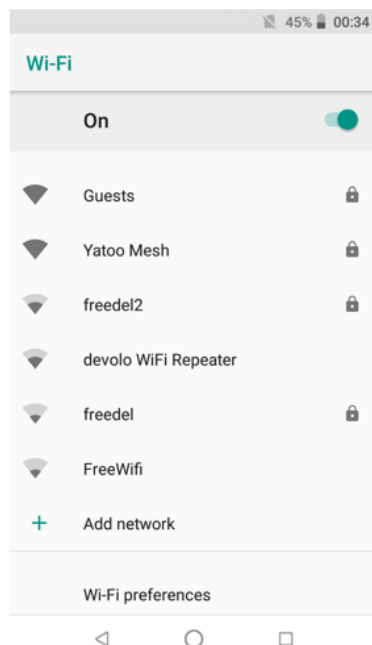 45% 00:34
Wi-Fi
On
Guests
Yatoo Mesh
freedel2
devolo WiFi Repeater
freedel
FreeWifi
Add network
Wi-Fi preferences